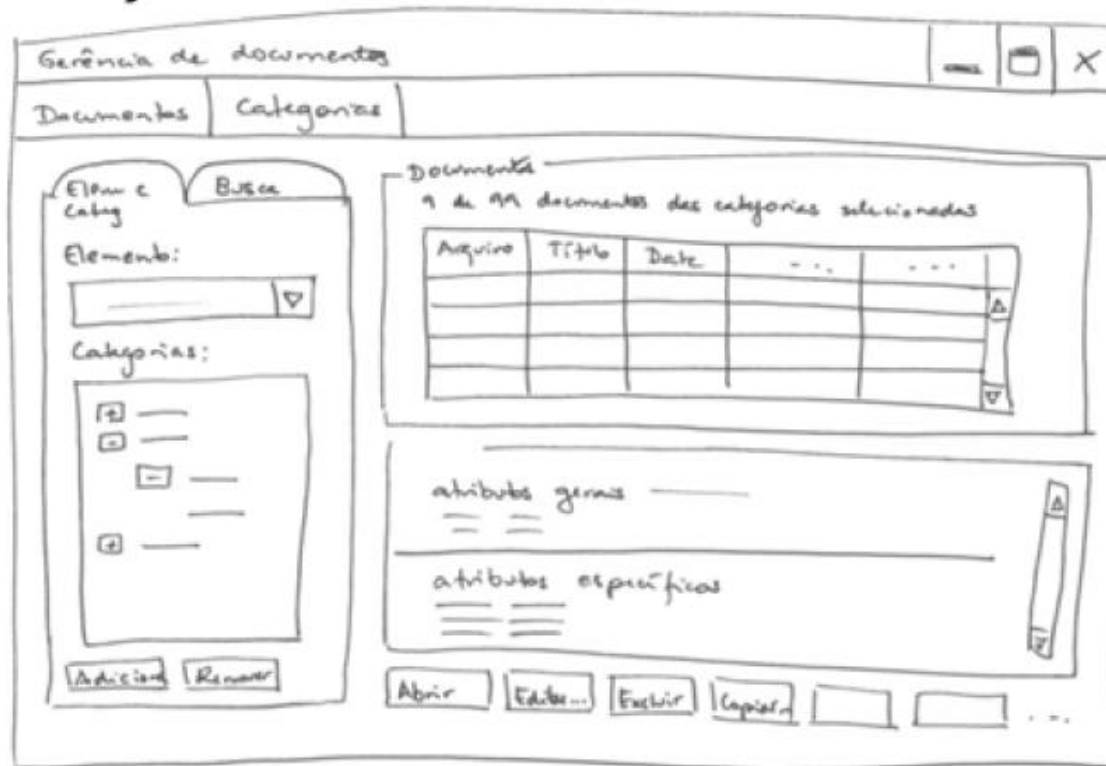 Gerência de documentos
Documentos
Categorias
Elem e
Categ
Busca
Elemento:
Categorias:
Adicionar
Remover
Documentos
9 de 99 documentos das categorias selecionadas
Arquivo Título Data ... ...
atributos gerais
atributos específicos
Abrir Editar... Excluir Copiar... ...